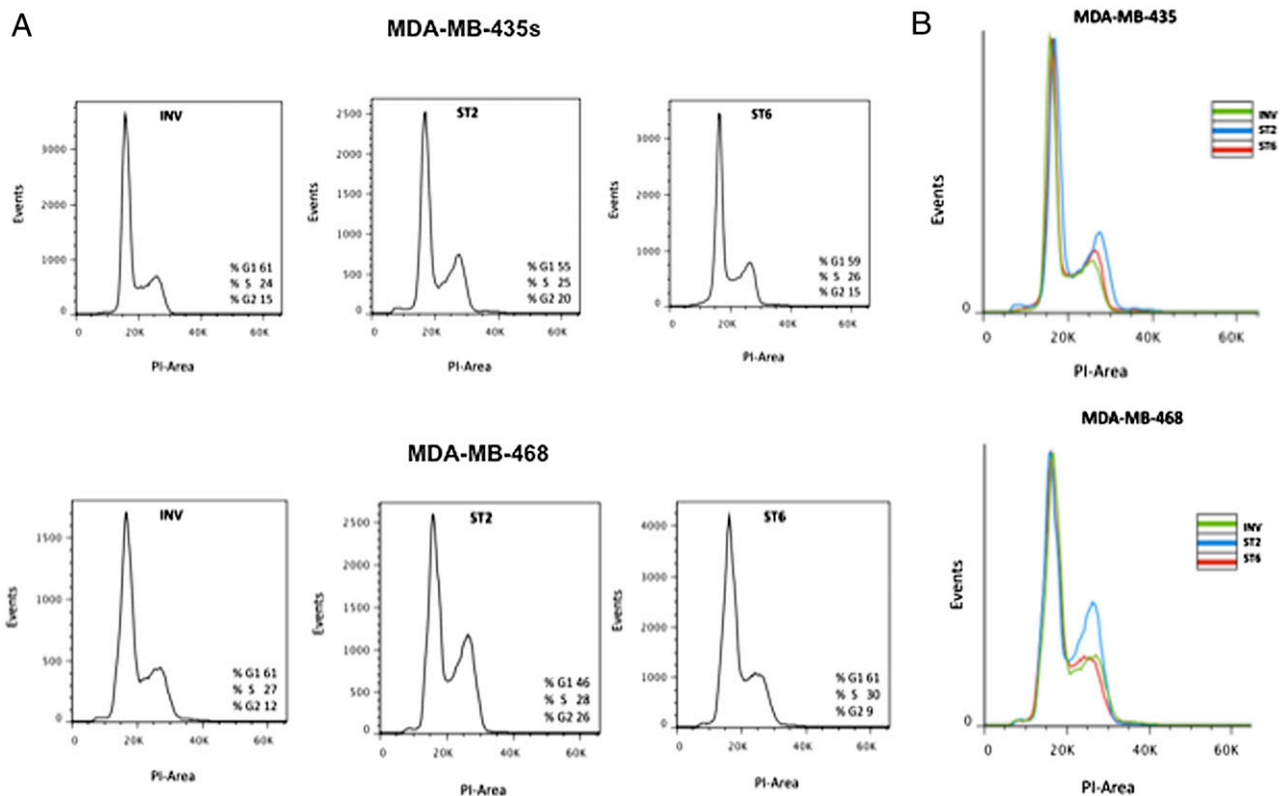 A
MDA-MB-435s
INV
Events
3000
2000
1000
0
% G1 61
% S 24
% G2 15
0 20K 40K 60K
PI-Area
ST2
Events
2500
2000
1500
1000
500
0
% G1 55
% S 25
% G2 20
0 20K 40K 60K
PI-Area
ST6
Events
3000
2000
1000
0
% G1 59
% S 26
% G2 15
0 20K 40K 60K
PI-Area
MDA-MB-468
INV
Events
1500
1000
500
0
% G1 61
% S 27
% G2 12
0 20K 40K 60K
PI-Area
ST2
Events
2500
2000
1500
1000
500
0
% G1 46
% S 28
% G2 26
0 20K 40K 60K
PI-Area
ST6
Events
4000
3000
2000
1000
0
% G1 61
% S 30
% G2 9
0 20K 40K 60K
PI-Area
B
MDA-MB-435
INV
ST2
ST6
Events
0
0 20K 40K 60K
PI-Area
MDA-MB-468
INV
ST2
ST6
Events
0
0 20K 40K 60K
PI-Area